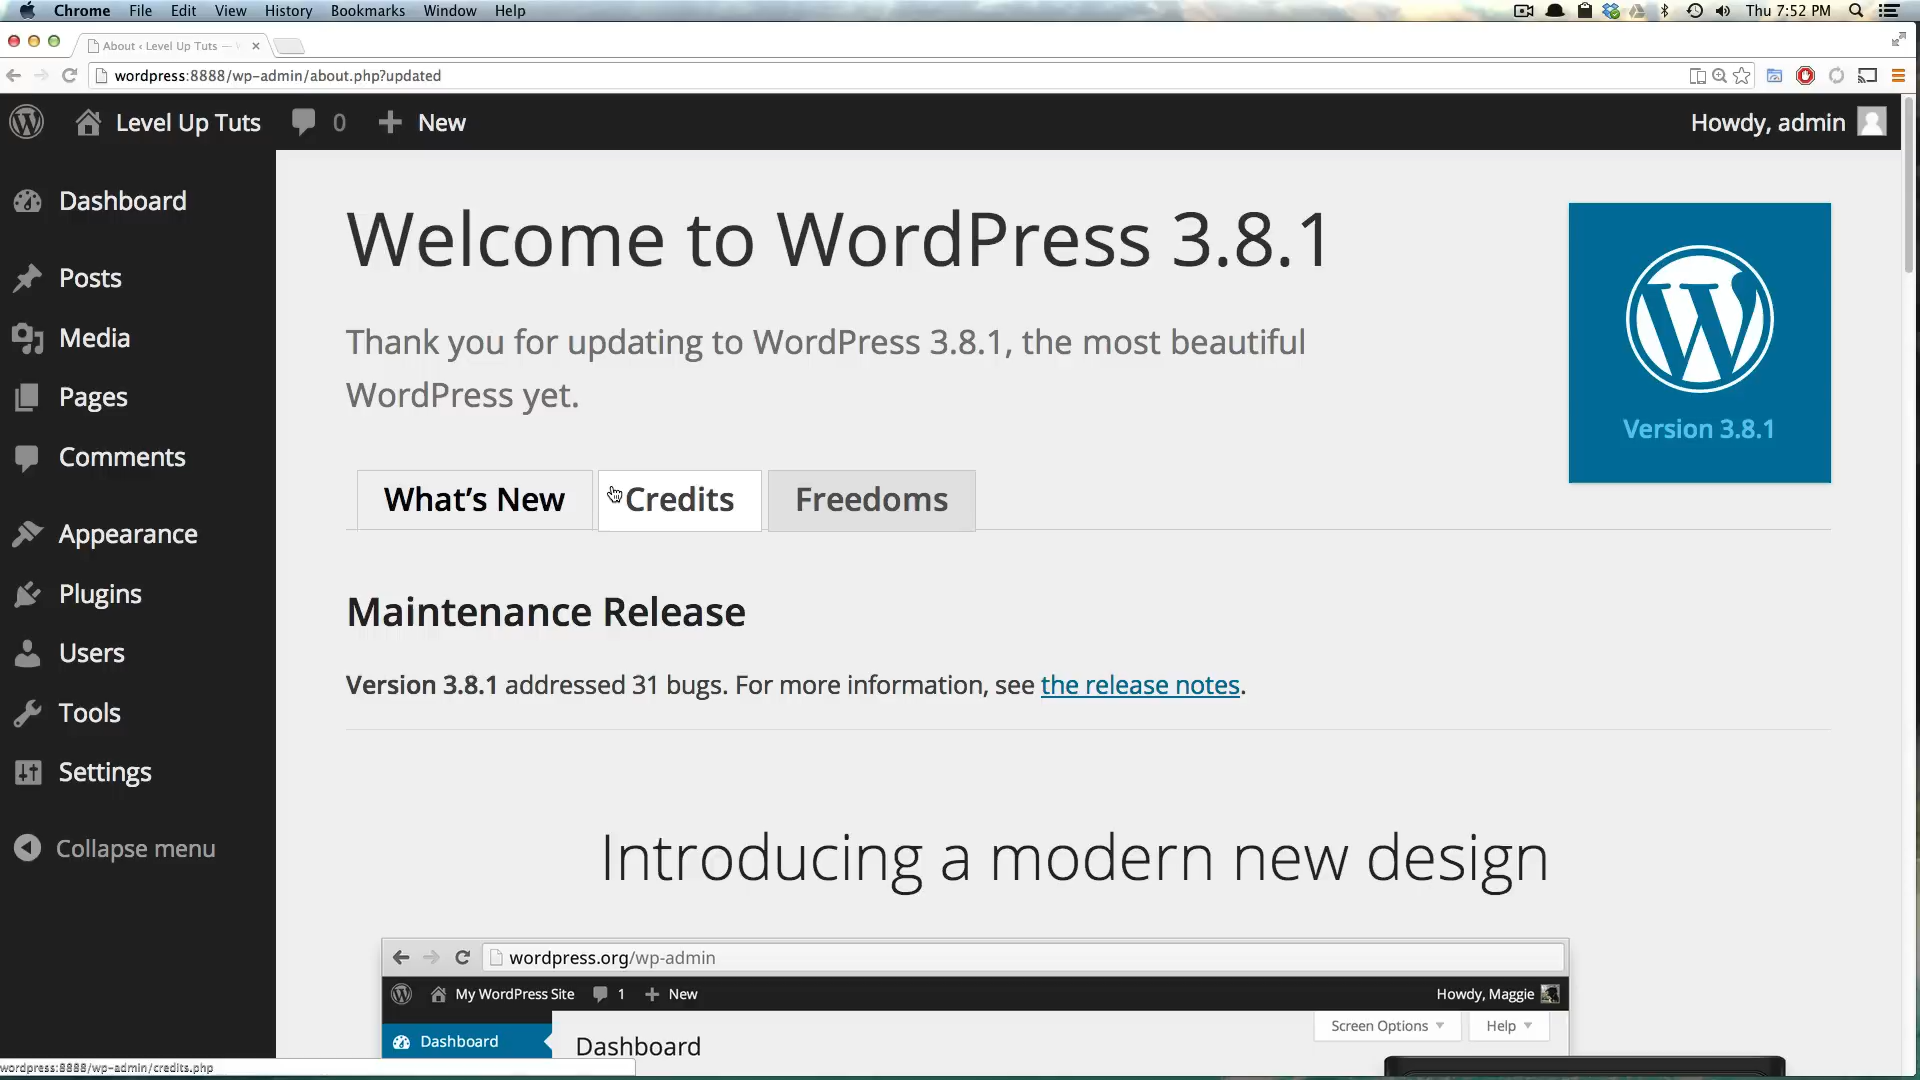 Chrome File Edit View History Bookmarks Window Help Thu 7:52 PM
About ‹ Level Up Tuts —
wordpress:8888/wp-admin/about.php?updated
Level Up Tuts 0 New Howdy, admin
Dashboard
Posts
Media
Pages
Comments
Appearance
Plugins
Users
Tools
Settings
Collapse menu
Welcome to WordPress 3.8.1
Thank you for updating to WordPress 3.8.1, the most beautiful
WordPress yet.
Version 3.8.1
What’s New Credits Freedoms
Maintenance Release
Version 3.8.1 addressed 31 bugs. For more information, see the release notes.
Introducing a modern new design
wordpress.org/wp-admin
My WordPress Site 1 New Howdy, Maggie
Screen Options Help
Dashboard Dashboard
wordpress:8888/wp-admin/credits.php